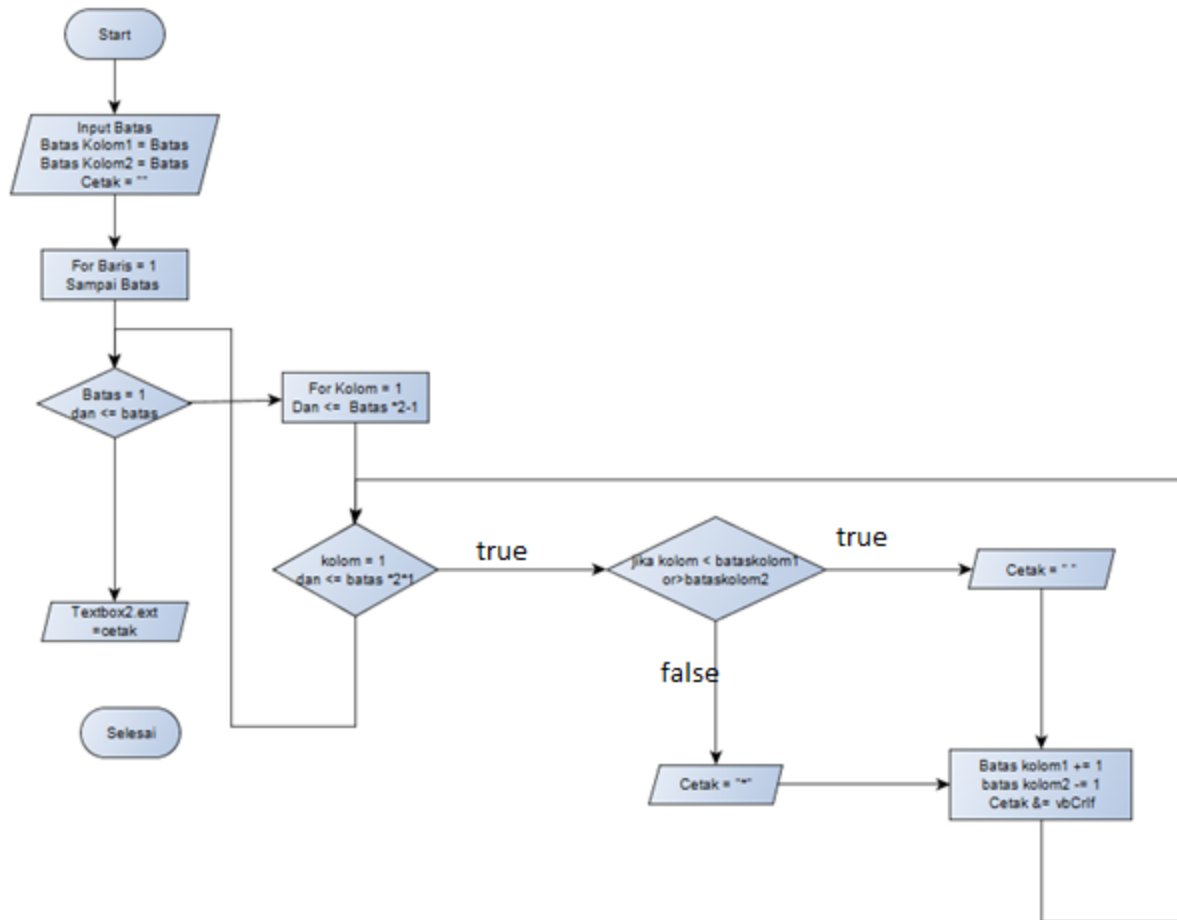 Start
Input Batas
Batas Kolom1 = Batas
Batas Kolom2 = Batas
Cetak = ""
For Baris = 1
Sampai Batas
Batas = 1
dan <= batas
For Kolom = 1
Dan <= Batas *2-1
kolom = 1
dan <= batas *2*1
true
jika kolom < bataskolom1
or>bataskolom2
true
Cetak = " "
false
Cetak = "*"
Batas kolom1 += 1
batas kolom2 -= 1
Cetak &= vbCrlf
Textbox2.ext
=cetak
Selesai